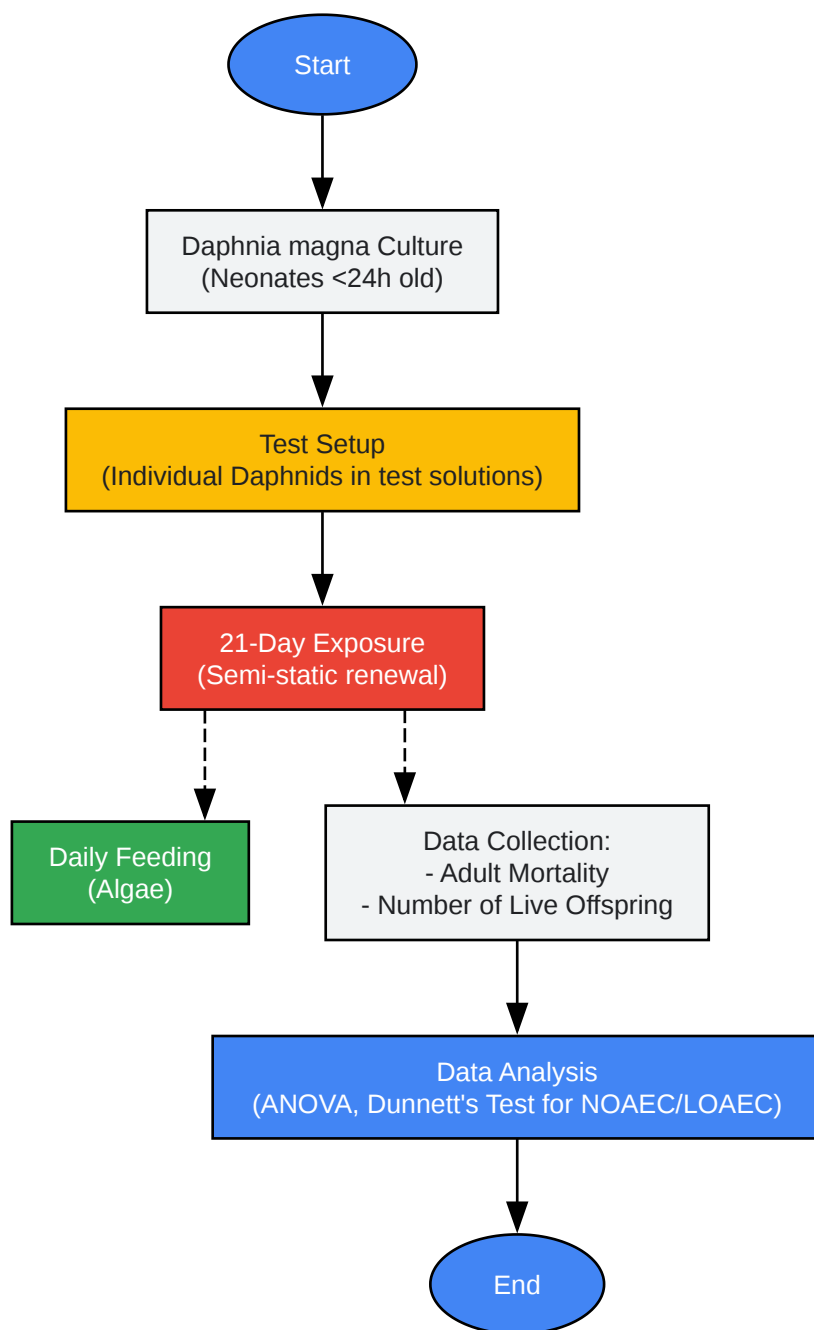 Start
Daphnia magna Culture
(Neonates <24h old)
Test Setup
(Individual Daphnids in test solutions)
21-Day Exposure
(Semi-static renewal)
Daily Feeding
(Algae)
Data Collection:
- Adult Mortality
- Number of Live Offspring
Data Analysis
(ANOVA, Dunnett's Test for NOAEC/LOAEC)
End